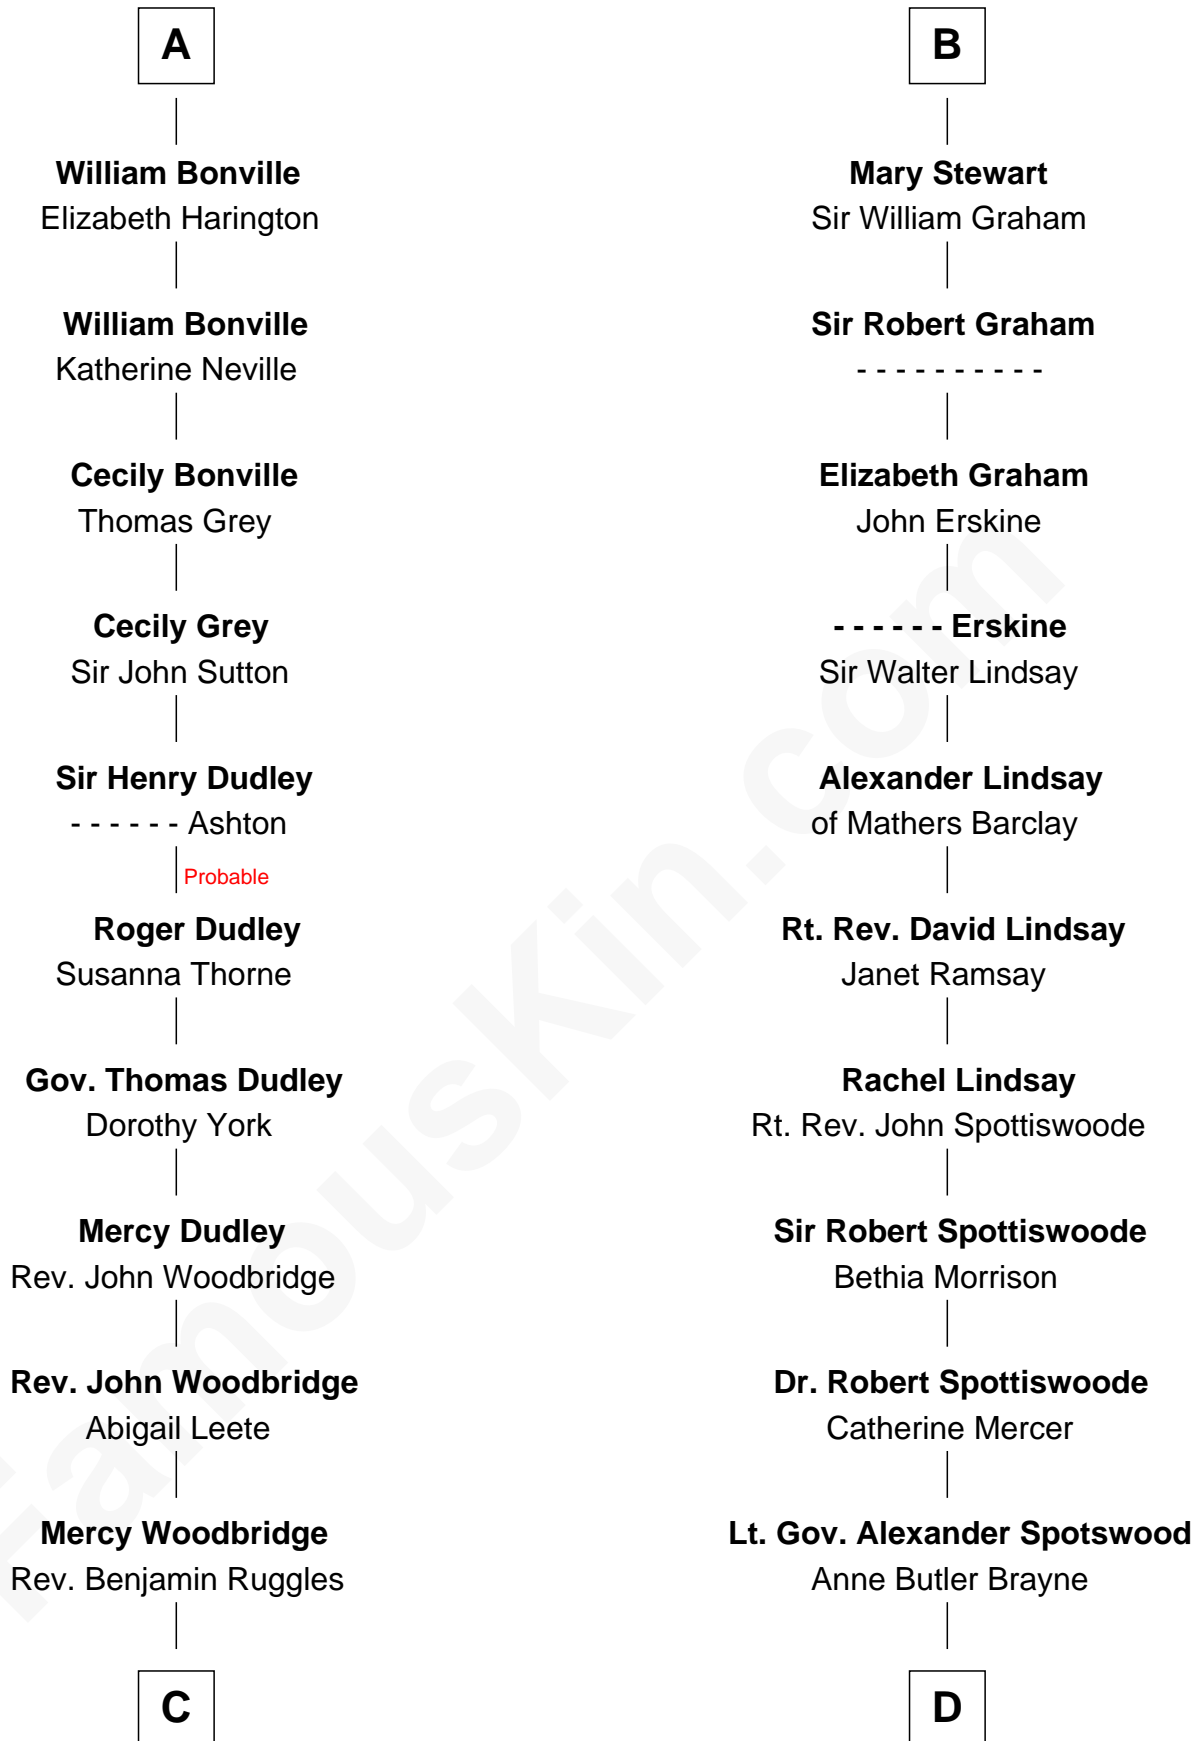 A
William Bonville
Elizabeth Harington
William Bonville
Katherine Neville
Cecily Bonville
Thomas Grey
Cecily Grey
Sir John Sutton
Sir Henry Dudley
- - - - - - Ashton
Probable
Roger Dudley
Susanna Thorne
Gov. Thomas Dudley
Dorothy York
Mercy Dudley
Rev. John Woodbridge
Rev. John Woodbridge
Abigail Leete
Mercy Woodbridge
Rev. Benjamin Ruggles
C
B
Mary Stewart
Sir William Graham
Sir Robert Graham
- - - - - - - - - -
Elizabeth Graham
John Erskine
- - - - - - Erskine
Sir Walter Lindsay
Alexander Lindsay
of Mathers Barclay
Rt. Rev. David Lindsay
Janet Ramsay
Rachel Lindsay
Rt. Rev. John Spottiswoode
Sir Robert Spottiswoode
Bethia Morrison
Dr. Robert Spottiswoode
Catherine Mercer
Lt. Gov. Alexander Spotswood
Anne Butler Brayne
D
FamousKin.com